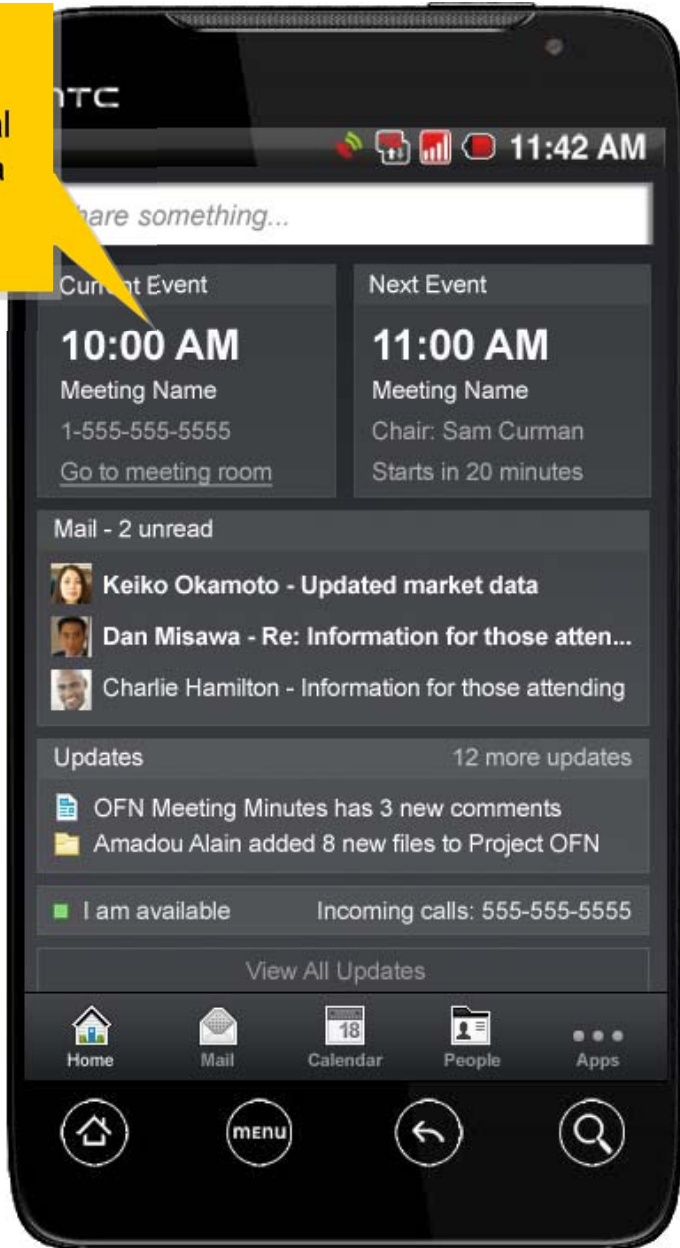 al
a
hTC
11:42 AM
hare something...
Current Event
10:00 AM
Meeting Name
1-555-555-5555
Go to meeting room
Next Event
11:00 AM
Meeting Name
Chair: Sam Curman
Starts in 20 minutes
Mail - 2 unread
Keiko Okamoto - Updated market data
Dan Misawa - Re: Information for those atten...
Charlie Hamilton - Information for those attending
Updates 12 more updates
OFN Meeting Minutes has 3 new comments
Amadou Alain added 8 new files to Project OFN
I am available Incoming calls: 555-555-5555
View All Updates
18
Home Mail Calendar People Apps
MENU